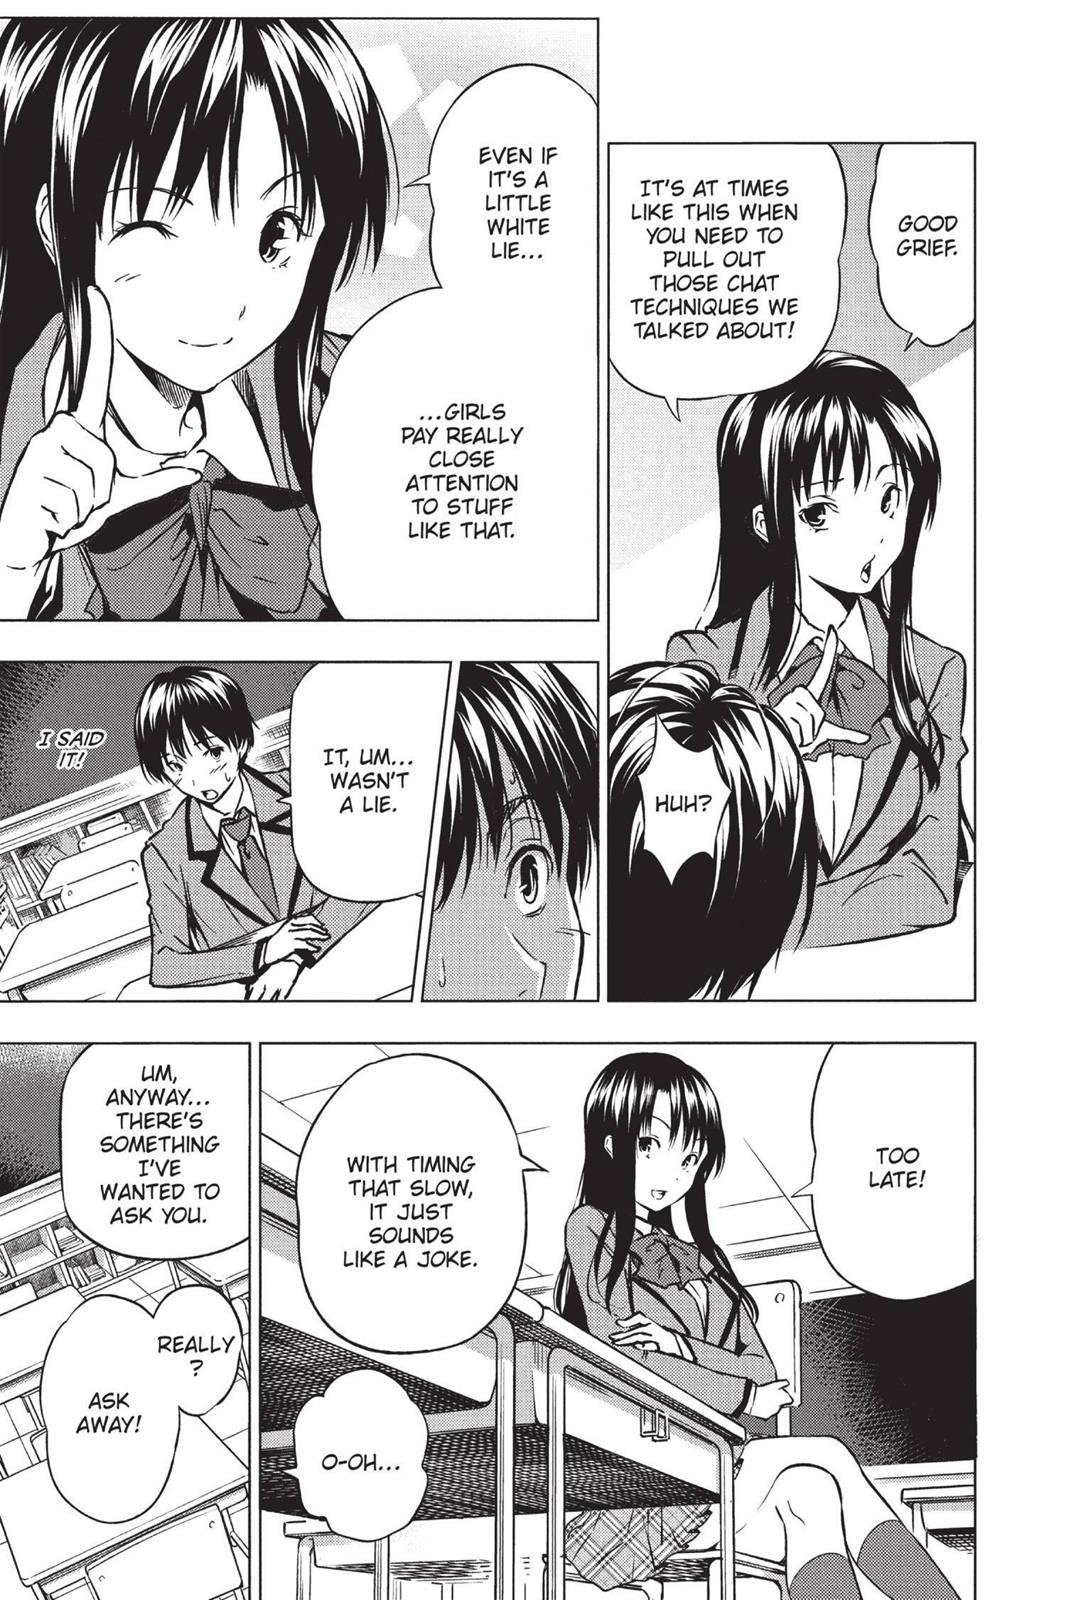 GOOD
GRIEF.
IT'S AT TIMES
LIKE THIS WHEN
YOU NEED TO
PULL OUT
THOSE CHAT
TECHNIQUES WE
TALKED ABOUT!
HUH?
EVEN IF
IT'S A
LITTLE
WHITE
LIE...
...GIRLS
PAY REALLY
CLOSE
ATTENTION
TO STUFF
LIKE THAT.
IT, UM...
WASN'T
A LIE.
I SAID
IT!
TOO
LATE!
WITH TIMING
THAT SLOW,
IT JUST
SOUNDS
LIKE A JOKE.
O-OH...
UM,
ANYWAY...
THERE'S
SOMETHING
I'VE
WANTED TO
ASK YOU.
REALLY
?
ASK
AWAY!